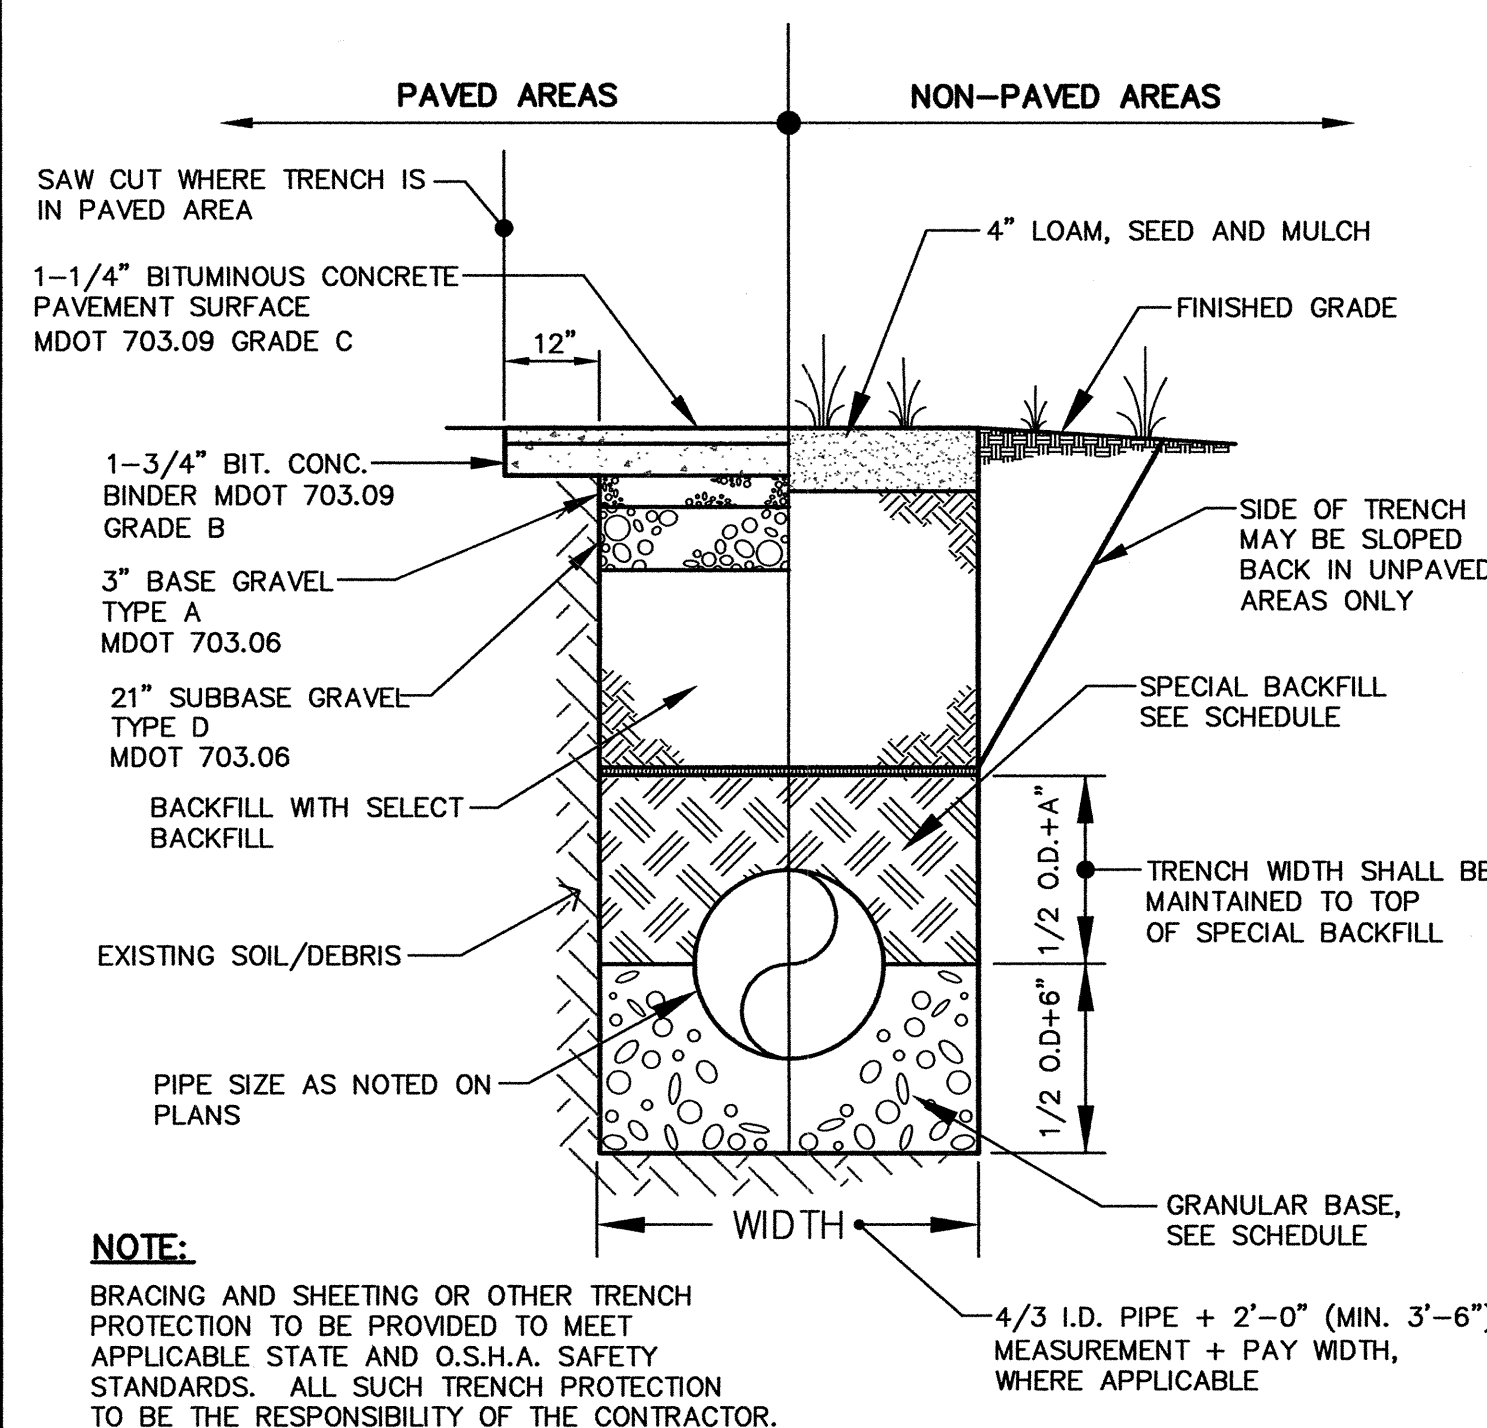 PAVED AREAS
NON-PAVED AREAS
SAW CUT WHERE TRENCH IS
IN PAVED AREA
1-1/4" BITUMINOUS CONCRETE
PAVEMENT SURFACE
MDOT 703.09 GRADE C
12"
4" LOAM, SEED AND MULCH
FINISHED GRADE
1-3/4" BIT. CONC.
BINDER MDOT 703.09
GRADE B
3" BASE GRAVEL
TYPE A
MDOT 703.06
21" SUBBASE GRAVEL
TYPE D
MDOT 703.06
BACKFILL WITH SELECT
BACKFILL
EXISTING SOIL/DEBRIS
PIPE SIZE AS NOTED ON
PLANS
SIDE OF TRENCH
MAY BE SLOPED
BACK IN UNPAVED
AREAS ONLY
SPECIAL BACKFILL
SEE SCHEDULE
1/2 O.D.+A"
TRENCH WIDTH SHALL BE
MAINTAINED TO TOP
OF SPECIAL BACKFILL
1/2 O.D+6"
GRANULAR BASE,
SEE SCHEDULE
WIDTH
4/3 I.D. PIPE + 2'-0" (MIN. 3'-6")
MEASUREMENT + PAY WIDTH,
WHERE APPLICABLE
NOTE:
BRACING AND SHEETING OR OTHER TRENCH
PROTECTION TO BE PROVIDED TO MEET
APPLICABLE STATE AND O.S.H.A. SAFETY
STANDARDS. ALL SUCH TRENCH PROTECTION
TO BE THE RESPONSIBILITY OF THE CONTRACTOR.